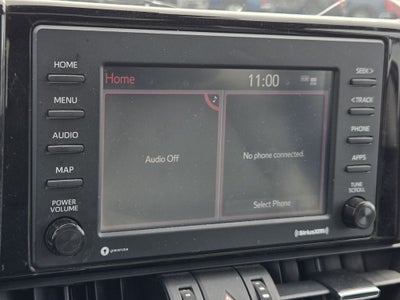 HOME
MENU
AUDIO
MAP
POWER
VOLUME
Home
11:00
Audio Off
No phone connected.
Select Phone
SEEK>
<TRACK
PHONE
APPS
TUNE
SCROLL
((SiriusXM))